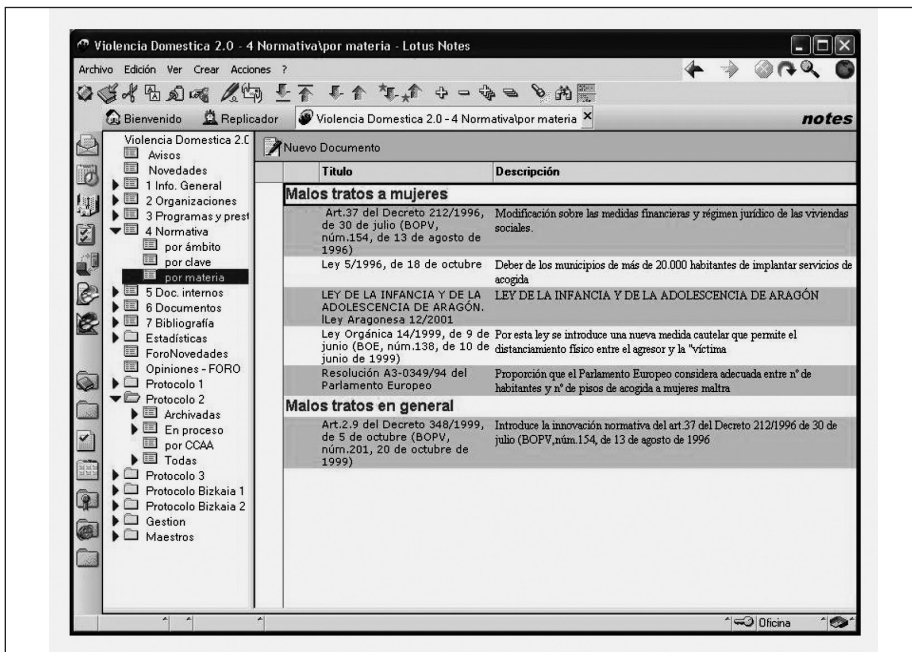 Violencia Domestica 2.0 - 4 Normativa\por materia - Lotus Notes
Archivo Edición Ver Crear Acciones ?
Bienvenido Replicador Violencia Domestica 2.0 - 4 Normativa\por materia notes
Violencia Domestica 2.0
Avisos
Novedades
1 Info. General
2 Organizaciones
3 Programas y prest
4 Normativa
por ámbito
por clave
por materia
5 Doc. internos
6 Documentos
7 Bibliografía
Estadísticas
ForoNovedades
Opiniones - FORO
Protocolo 1
Protocolo 2
Archivadas
En proceso
por CCAA
Todas
Protocolo 3
Protocolo Bizkaia 1
Protocolo Bizkaia 2
Gestion
Maestros
Nuevo Documento
Titulo Descripción
Malos tratos a mujeres
Art.37 del Decreto 212/1996,
de 30 de julio (BOPV,
núm.154, de 13 de agosto de
1996)
Modificación sobre las medidas financieras y régimen jurídico de las viviendas
sociales.
Ley 5/1996, de 18 de octubre
Deber de los municipios de más de 20.000 habitantes de implantar servicios de
acogida
LEY DE LA INFANCIA Y DE LA
ADOLESCENCIA DE ARAGÓN.
lLey Aragonesa 12/2001
LEY DE LA INFANCIA Y DE LA ADOLESCENCIA DE ARAGÓN
Ley Orgánica 14/1999, de 9 de
junio (BOE, núm.138, de 10 de
junio de 1999)
Por esta ley se introduce una nueva medida cautelar que permite el
distanciamiento físico entre el agresor y la "víctima
Resolución A3-0349/94 del
Parlamento Europeo
Proporción que el Parlamento Europeo considera adecuada entre nº de
habitantes y nº de pisos de acogida a mujeres maltra
Malos tratos en general
Art.2.9 del Decreto 348/1999,
de 5 de octubre (BOPV,
núm.201, 20 de octubre de
1999)
Introduce la innovación normativa del art.37 del Decreto 212/1996 de 30 de
julio (BOPV,núm.154, de 13 de agosto de 1996
Oficina